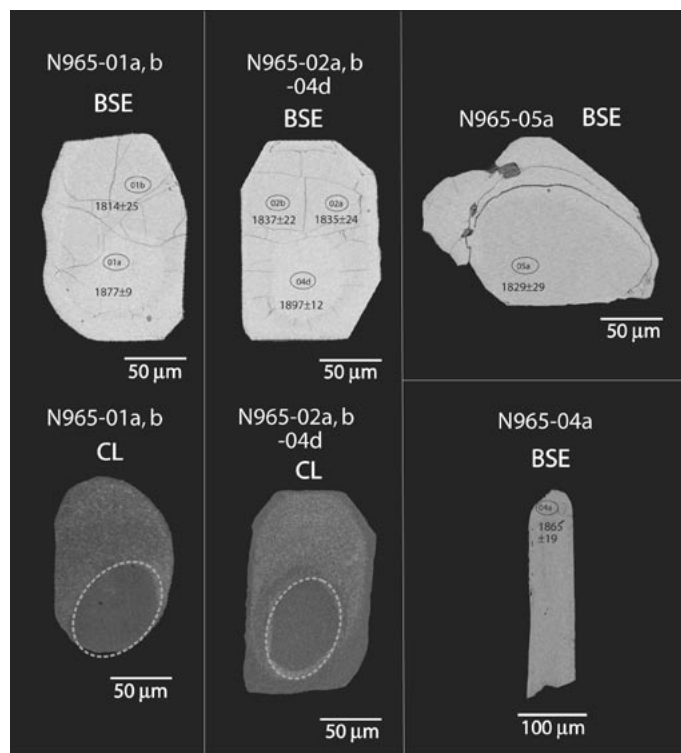 N965-01a, b
BSE
01b
1814±25
01a
1877±9
50 µm
N965-02a, b
-04d
BSE
02b
1837±22
02a
1835±24
04d
1897±12
50 µm
N965-05a BSE
05a
1829±29
50 µm
N965-01a, b
CL
50 µm
N965-02a, b
-04d
CL
50 µm
N965-04a
BSE
04a
1865
±19
100 µm